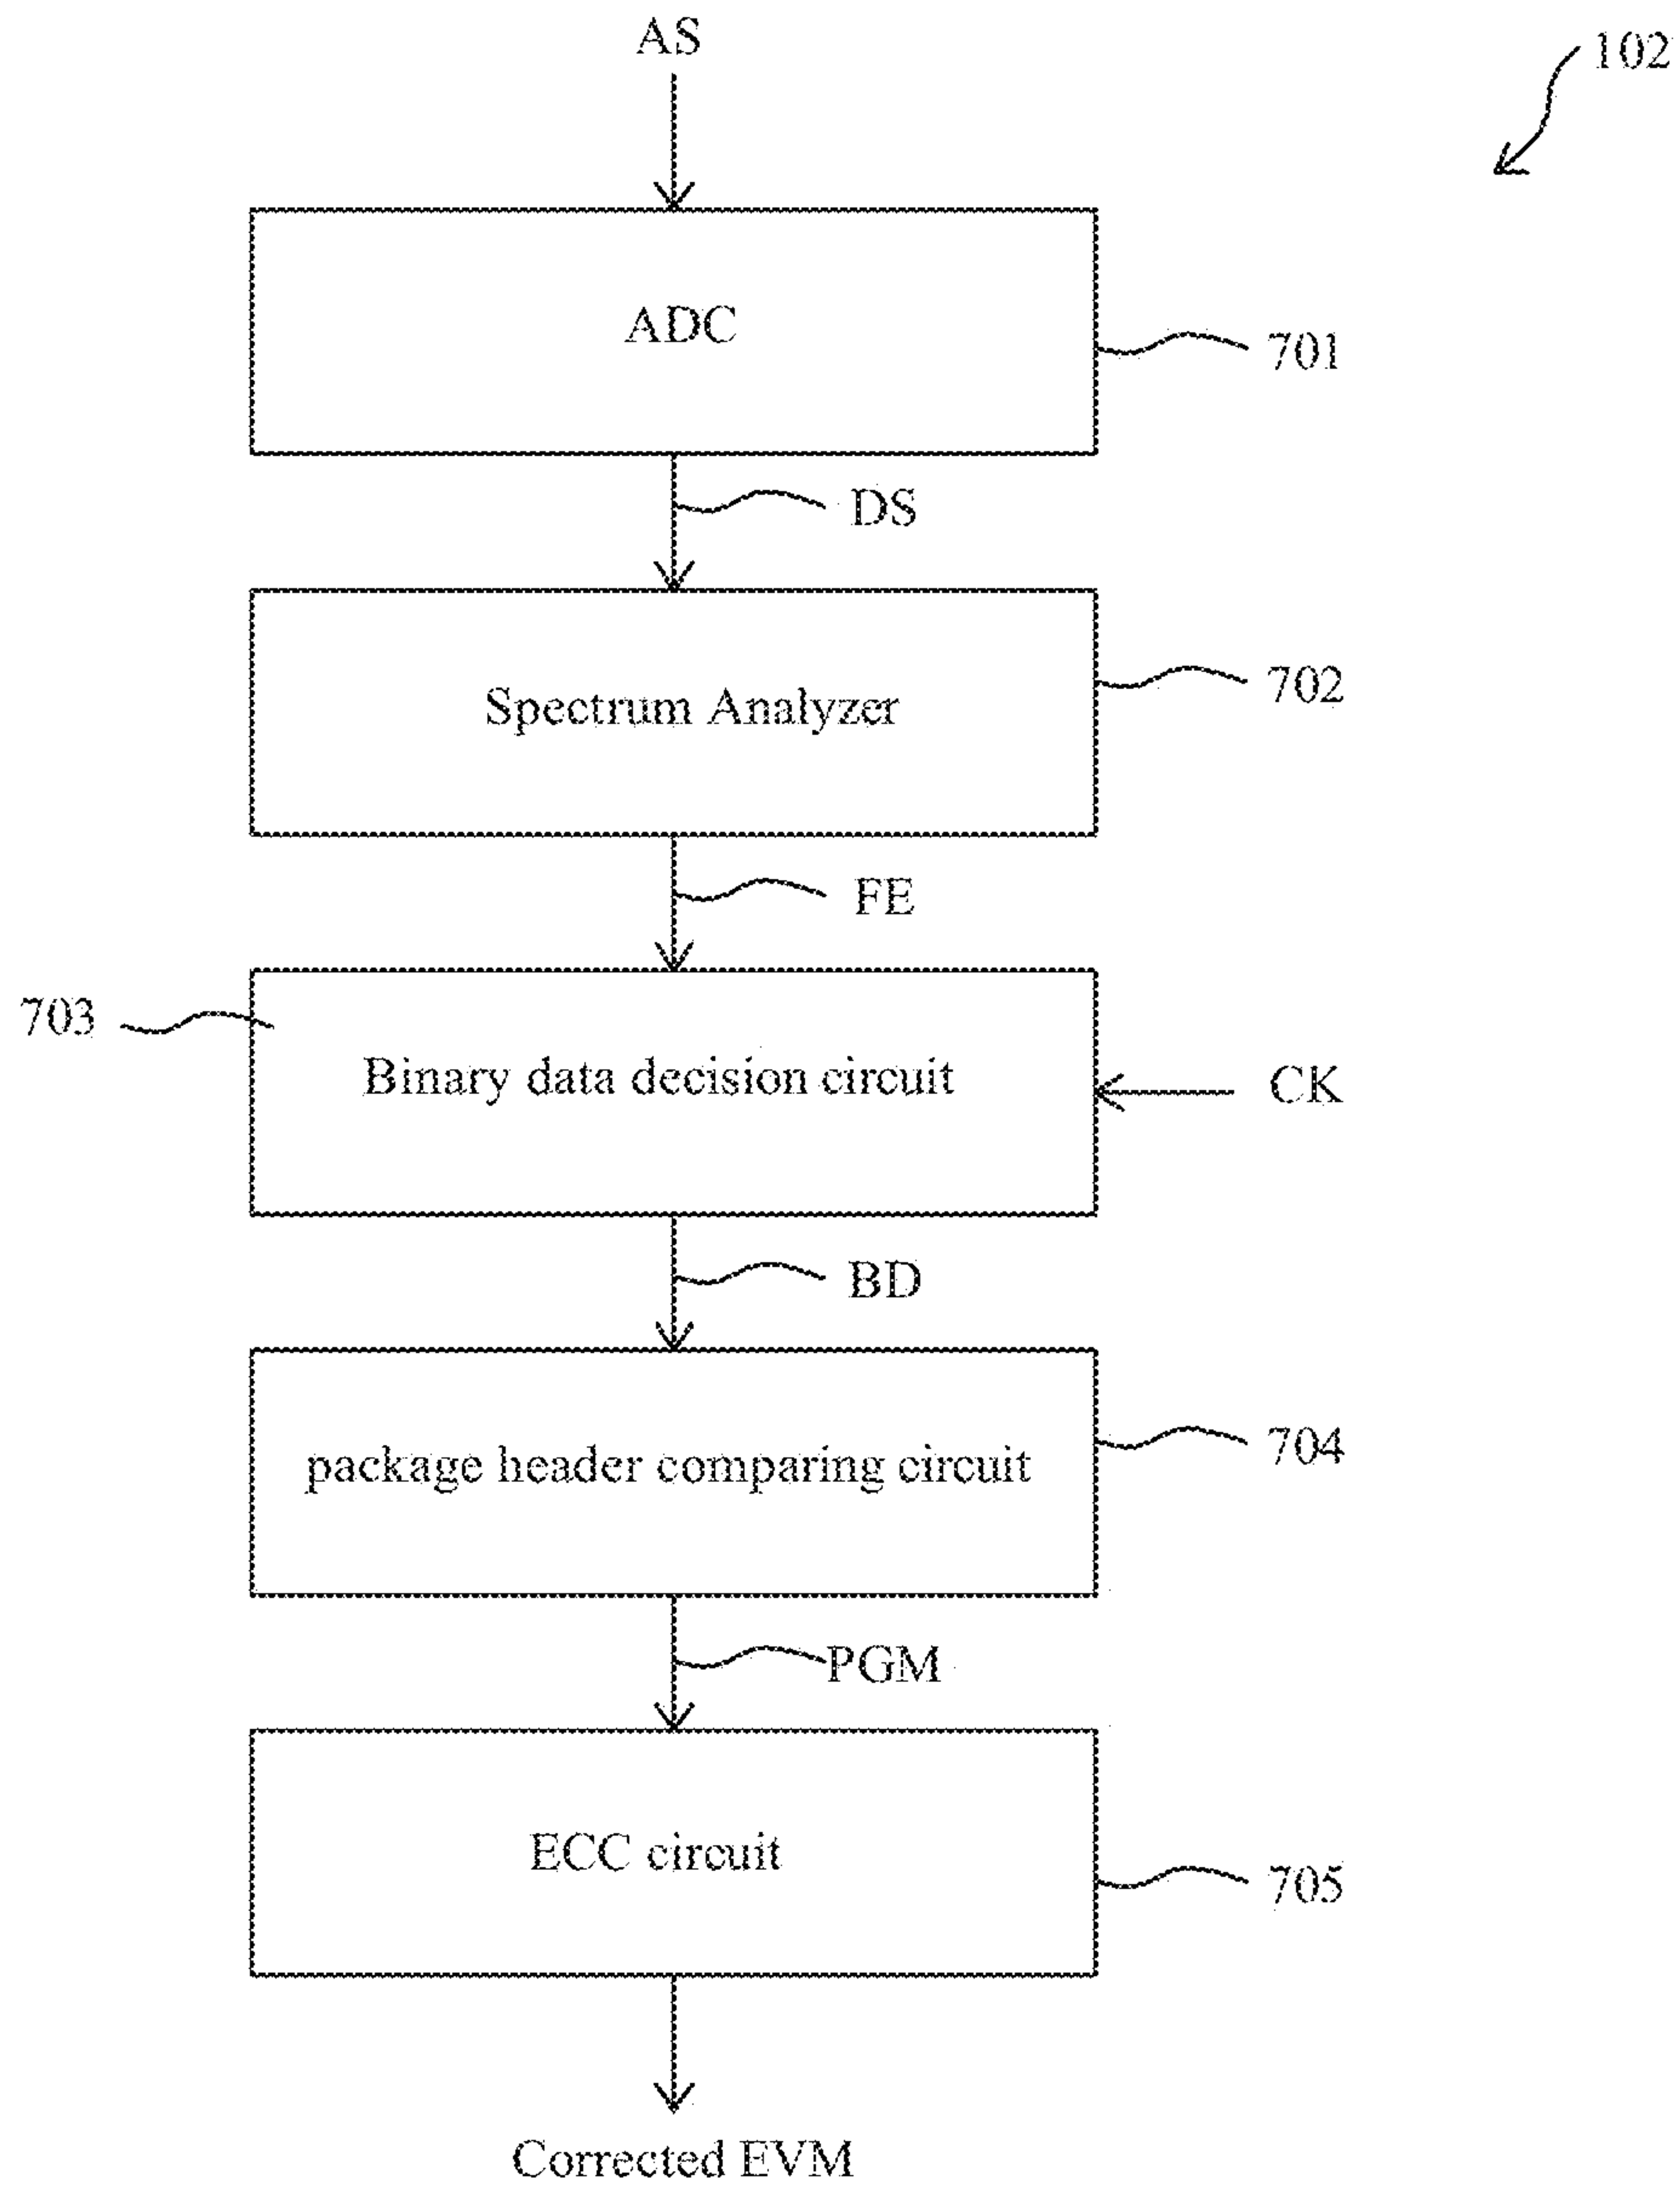 AS
102
ADC
701
DS
Spectrum Analyzer
702
FE
703
Binary data decision circuit
CK
BD
package header comparing circuit
704
PGM
ECC circuit
705
Corrected EVM